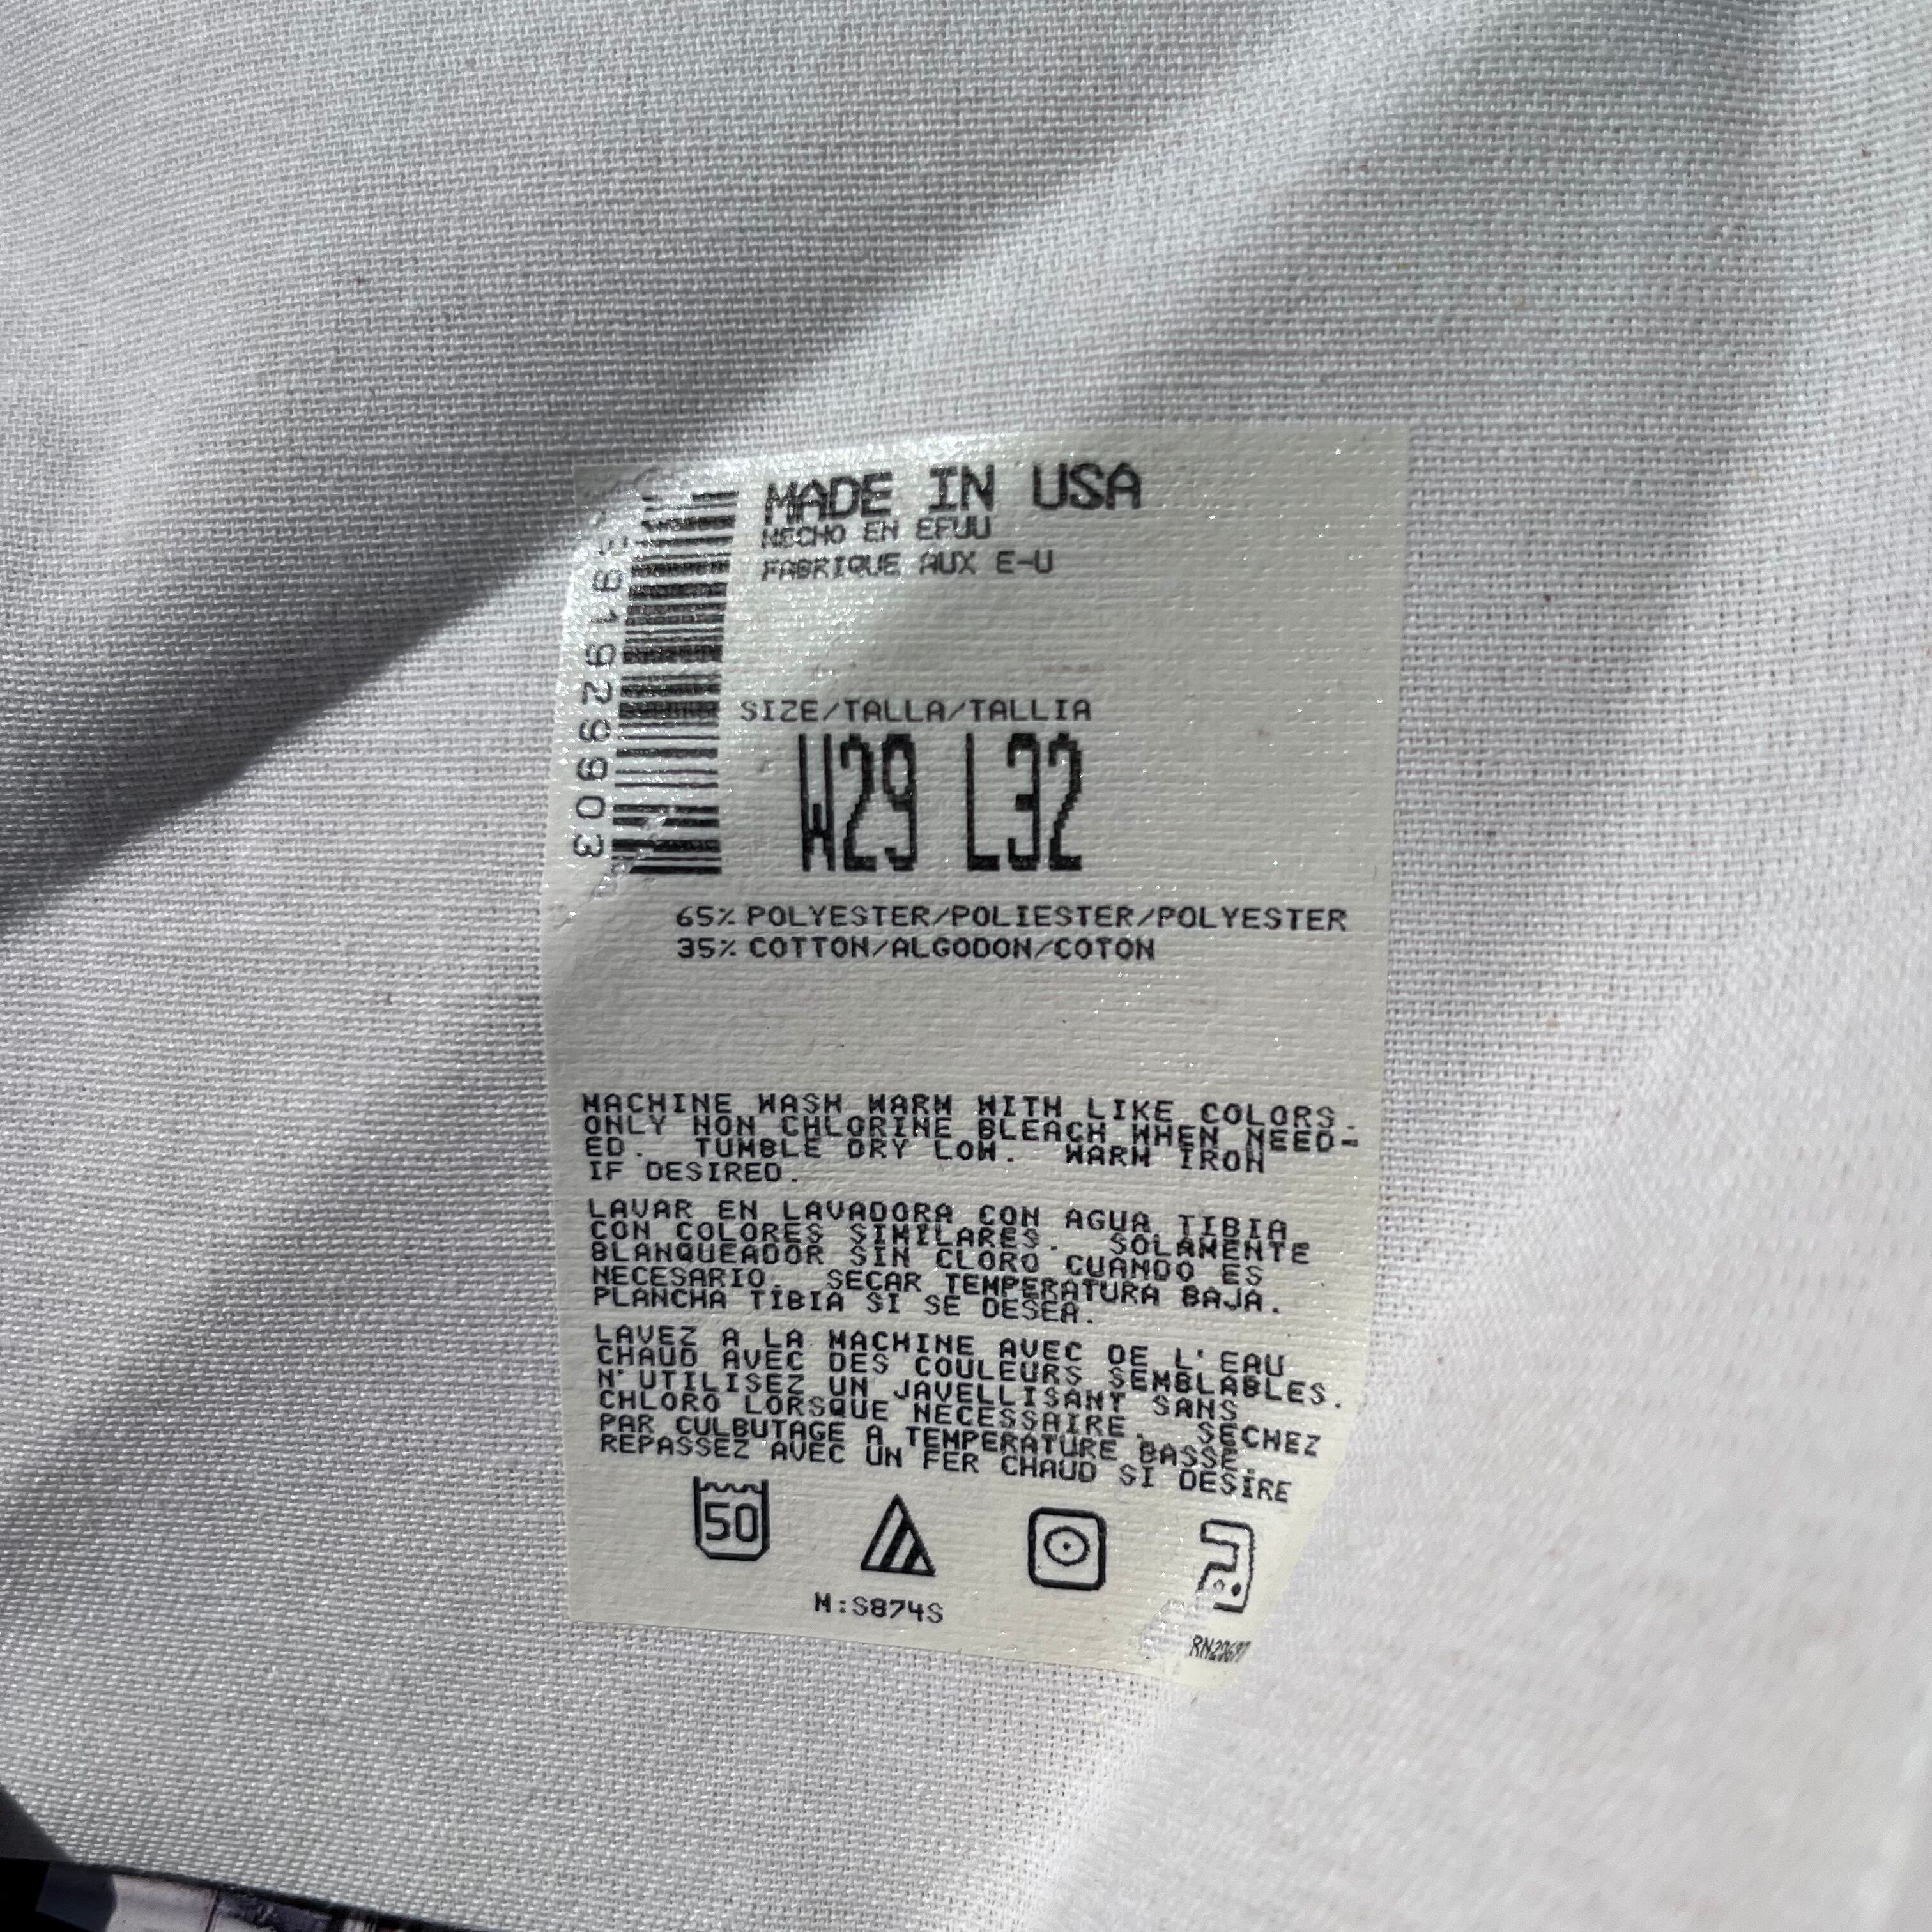 MADE IN USA
HECHO EN EFUU
FABRIQUE AUX E-U
91929903
SIZE/TALLA/TALLIA
W29 L32
65% POLYESTER/POLIESTER/POLYESTER
35% COTTON/ALGODON/COTON
MACHINE WASH WARM WITH LIKE COLORS.
ONLY NON CHLORINE BLEACH WHEN NEED-
ED. TUMBLE DRY LOW. WARM IRON
IF DESIRED.
LAVAR EN LAVADORA CON AGUA TIBIA
CON COLORES SIMILARES. SOLAMENTE
BLANQUEADOR SIN CLORO CUANDO ES
NECESARIO. SECAR TEMPERATURA BAJA.
PLANCHA TIBIA SI SE DESEA.
LAVEZ A LA MACHINE AVEC DE L'EAU
CHAUD AVEC DES COULEURS SEMBLABLES.
N'UTILISEZ UN JAVELLISANT SANS
CHLORO LORSQUE NECESSAIRE. SECHEZ
PAR CULBUTAGE A TEMPERATURE BASSE.
REPASSEZ AVEC UN FER CHAUD SI DESIRE
50
M:S874S